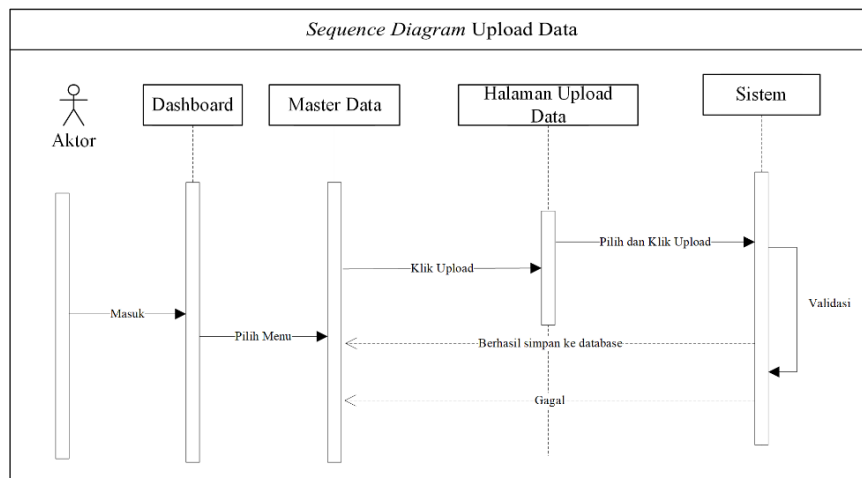 Sequence Diagram Upload Data
Aktor
Dashboard
Master Data
Halaman Upload
Data
Sistem
Pilih dan Klik Upload
Klik Upload
Validasi
Masuk
Pilih Menu
Berhasil simpan ke database
Gagal